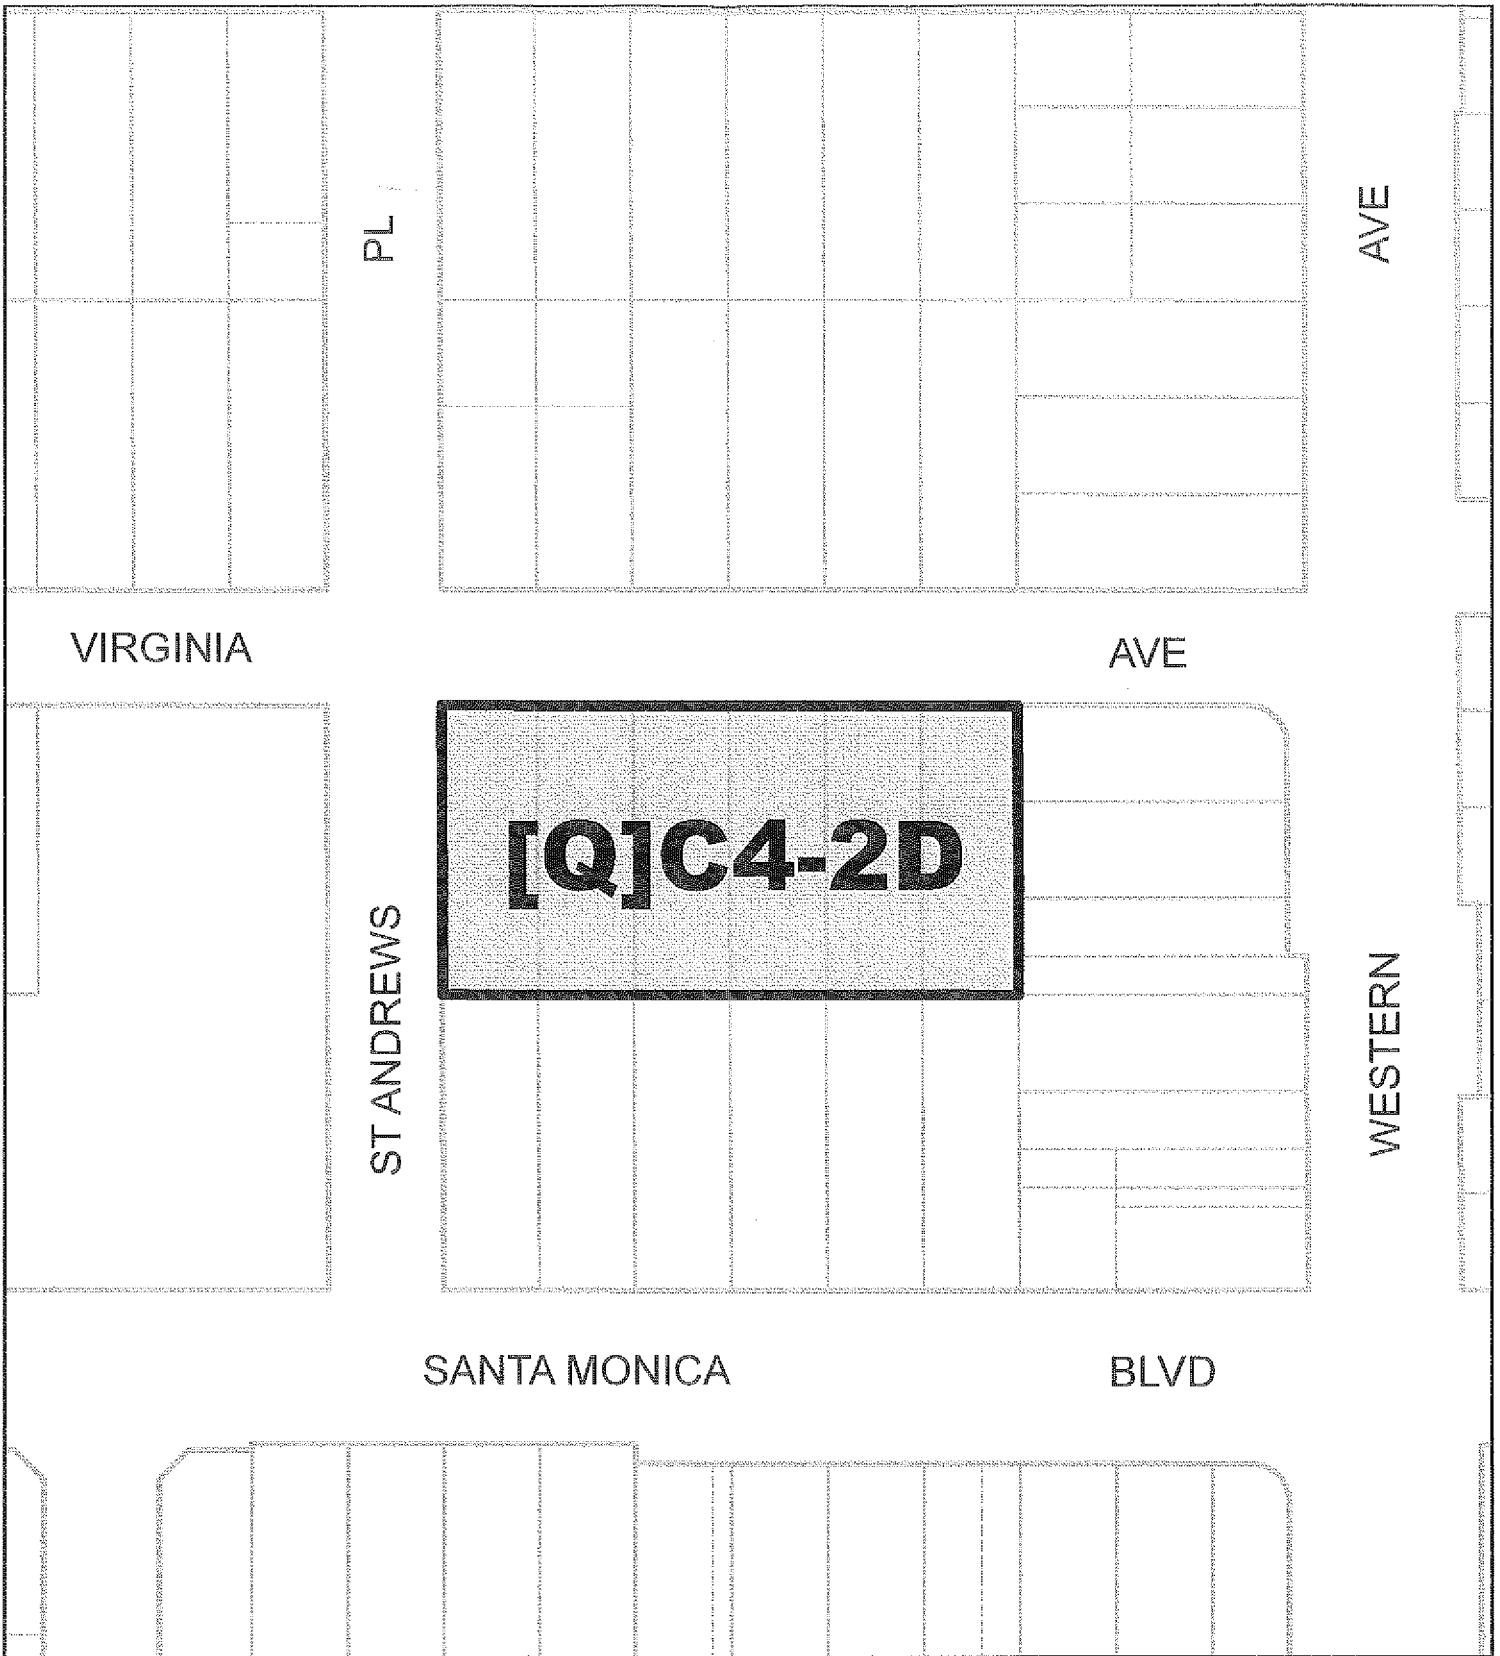 PL
AVE
VIRGINIA
AVE
[Q]C4-2D
ST ANDREWS
WESTERN
SANTA MONICA
BLVD